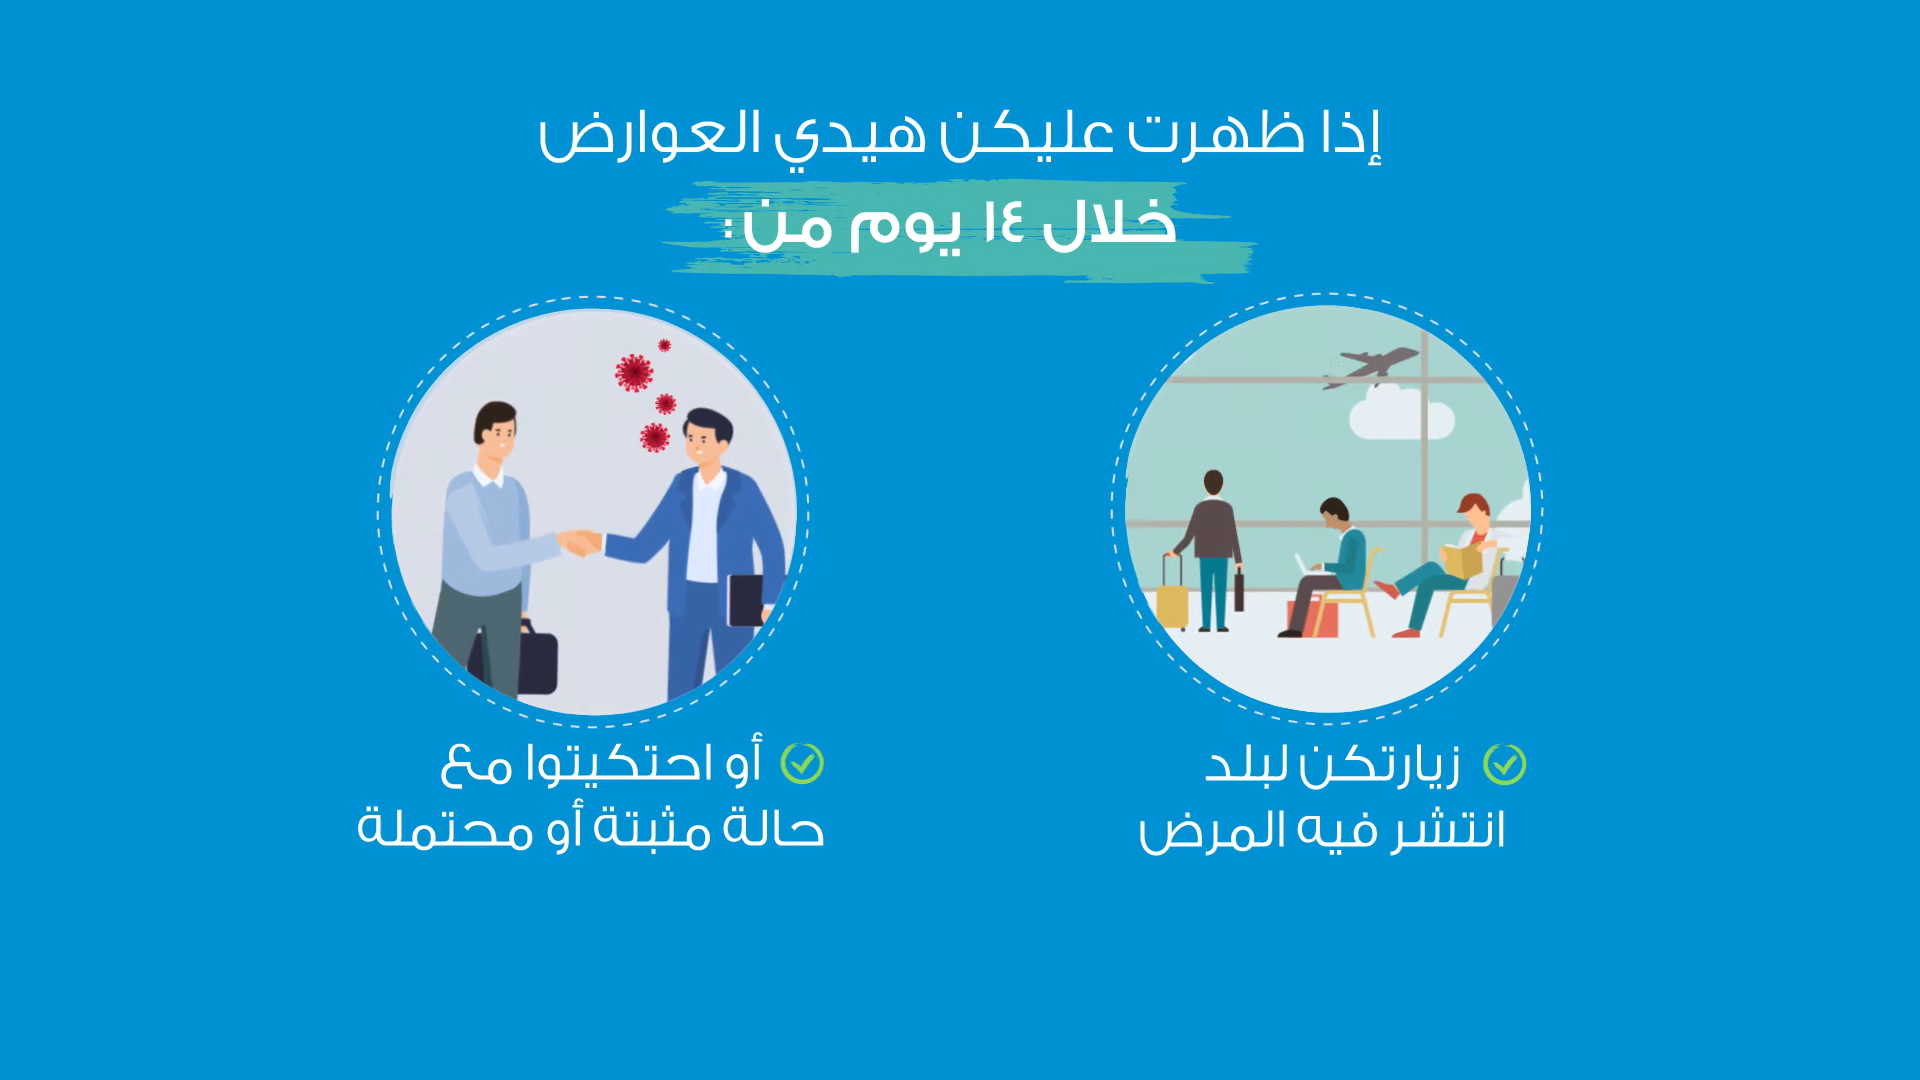 إذا ظهرت عليكن هيدي العوارض
خلال ١٤ يوم من:
زيارتكن لبلد
انتشر فيه المرض
أو احتكيتوا مع
حالة مثبتة أو محتملة